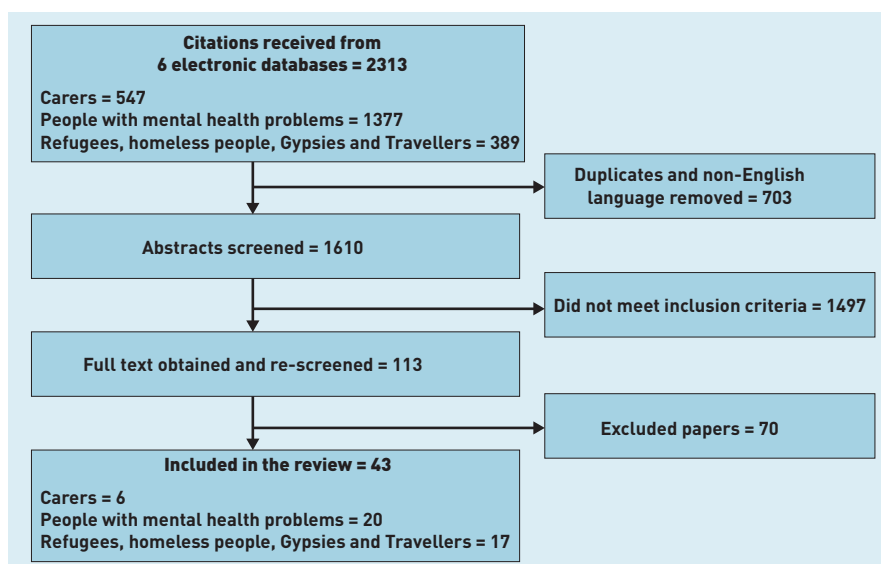 Citations received from
6 electronic databases = 2313
Carers = 547
People with mental health problems = 1377
Refugees, homeless people, Gypsies and Travellers = 389
Duplicates and non-English
language removed = 703
Abstracts screened = 1610
Did not meet inclusion criteria = 1497
Full text obtained and re-screened = 113
Excluded papers = 70
Included in the review = 43
Carers = 6
People with mental health problems = 20
Refugees, homeless people, Gypsies and Travellers = 17